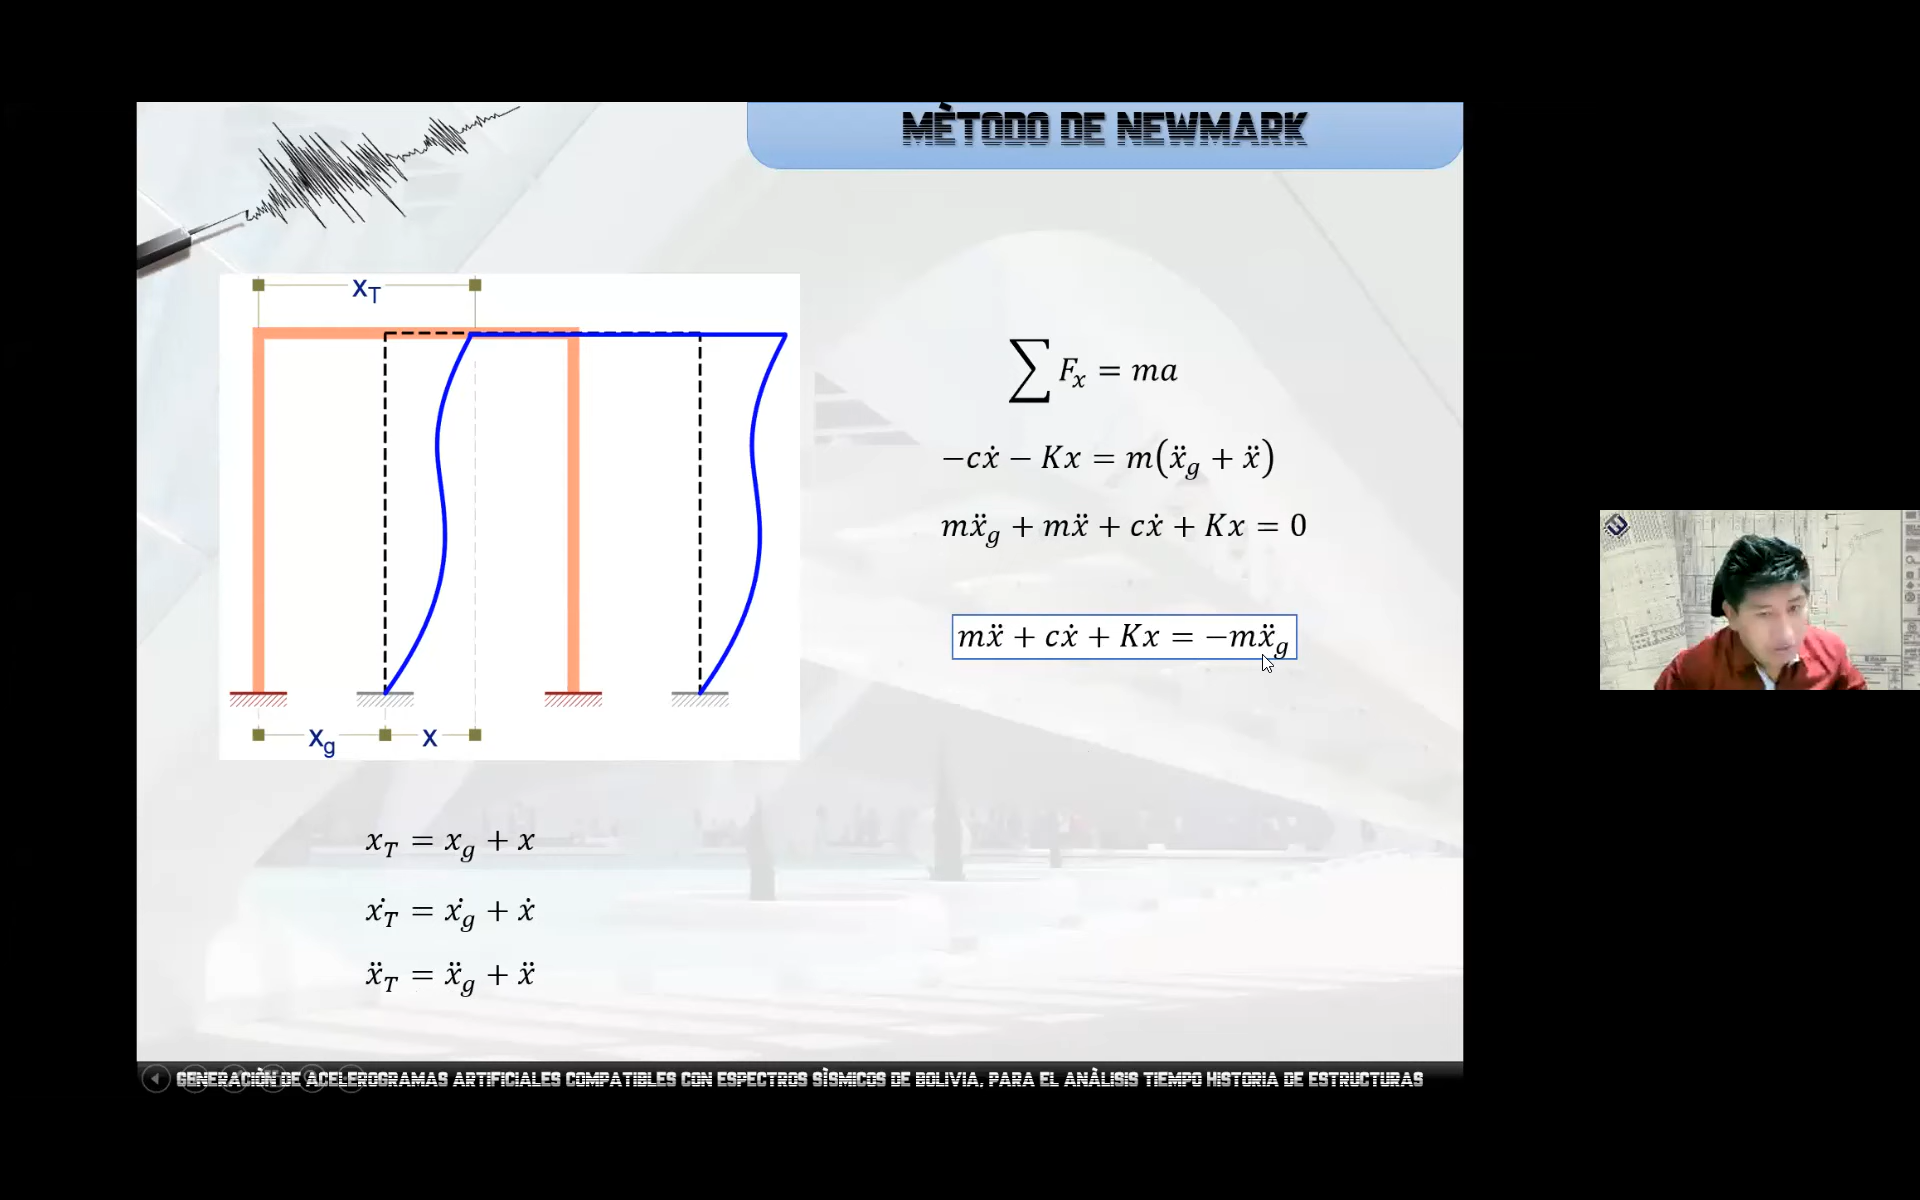 MÈTODO DE NEWMARK
x_T
x_g
x
x_T = x_g + x
ẋ_T = ẋ_g + ẋ
ẍ_T = ẍ_g + ẍ
∑F_x = ma
−cẋ − Kx = m(ẍ_g + ẍ)
mẍ_g + mẍ + cẋ + Kx = 0
mẍ + cẋ + Kx = −mẍ_g
GENERACIÒN DE ACELEROGRAMAS ARTIFICIALES COMPATIBLES CON ESPECTROS SÌSMICOS DE BOLIVIA, PARA EL ANÀLISIS TIEMPO HISTORIA DE ESTRUCTURAS